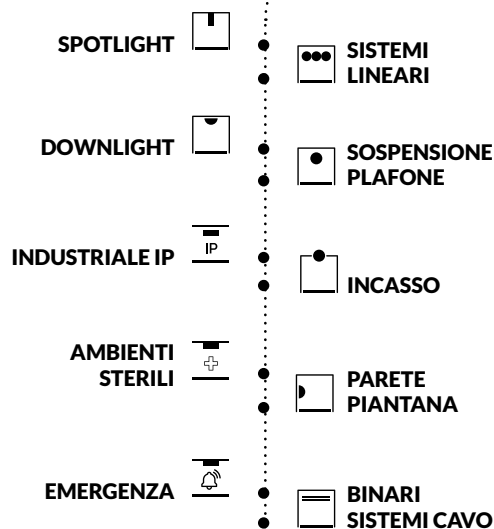 SPOTLIGHT
SISTEMI
LINEARI
DOWNLIGHT
SOSPENSIONE
PLAFONE
INDUSTRIALE IP
IP
INCASSO
AMBIENTI
STERILI
PARETE
PIANTANA
EMERGENZA
BINARI
SISTEMI CAVO